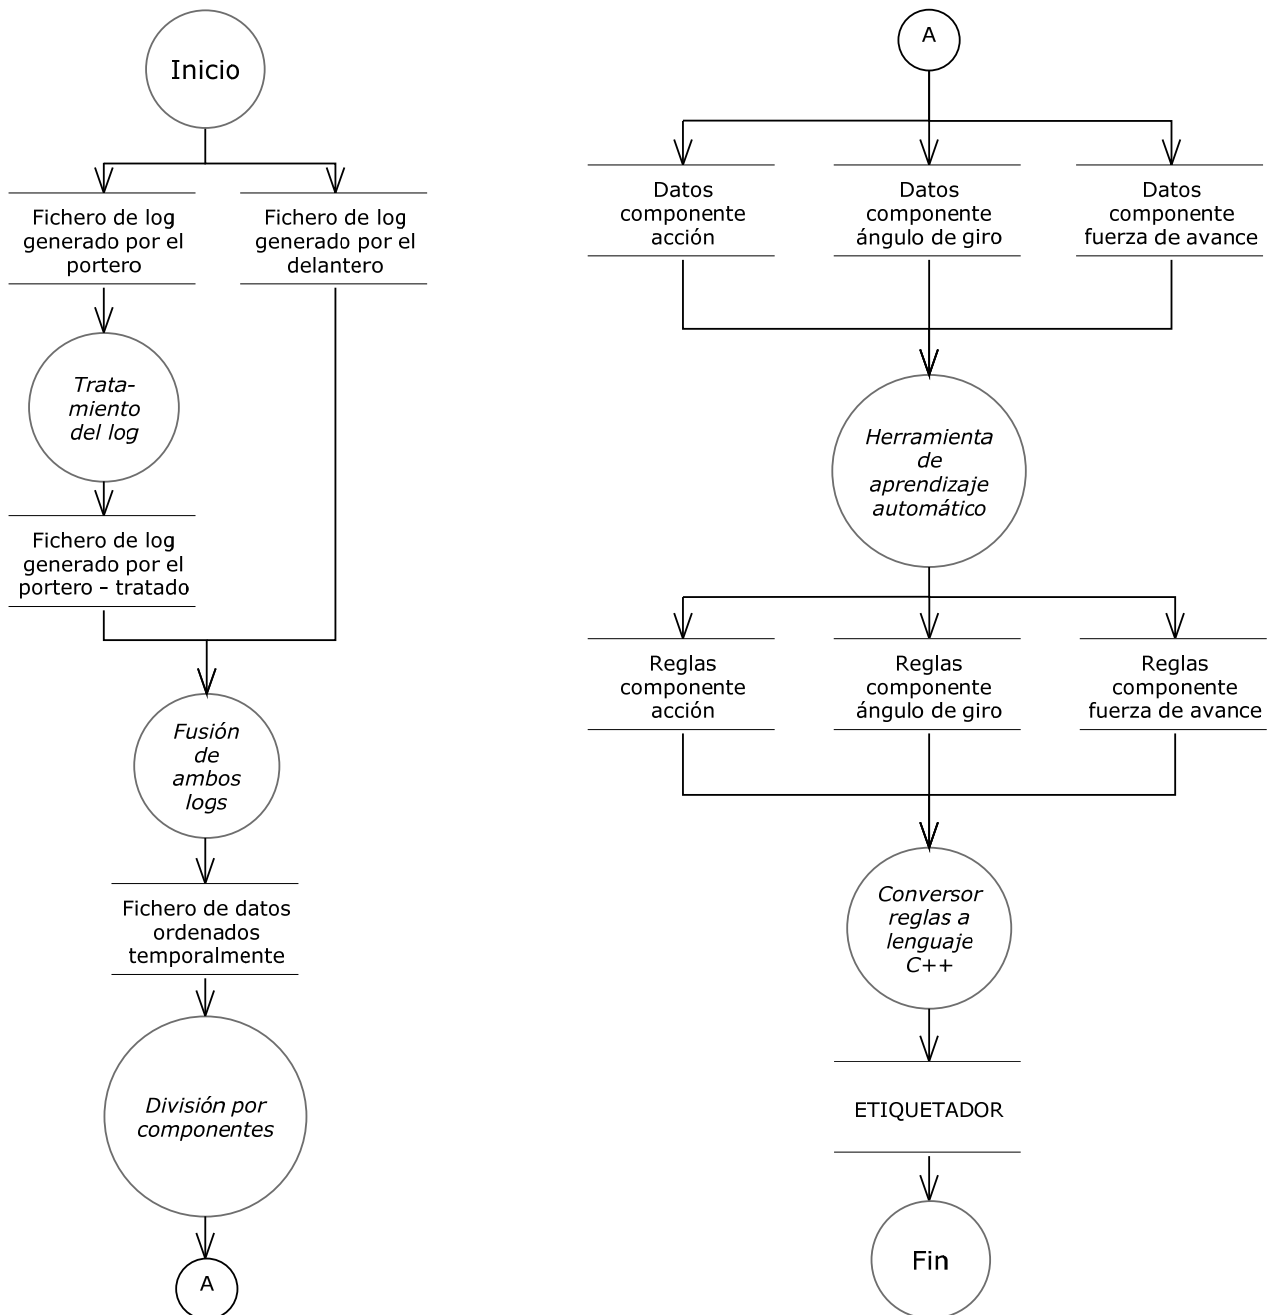 Inicio
Fichero de log
generado por el
portero
Fichero de log
generado por el
delantero
Trata-
miento
del log
Fichero de log
generado por el
portero – tratado
Fusión
de
ambos
logs
Fichero de datos
ordenados
temporalmente
División por
componentes
A
A
Datos
componente
acción
Datos
componente
ángulo de giro
Datos
componente
fuerza de avance
Herramienta
de
aprendizaje
automático
Reglas
componente
acción
Reglas
componente
ángulo de giro
Reglas
componente
fuerza de avance
Conversor
reglas a
lenguaje
C++
ETIQUETADOR
Fin